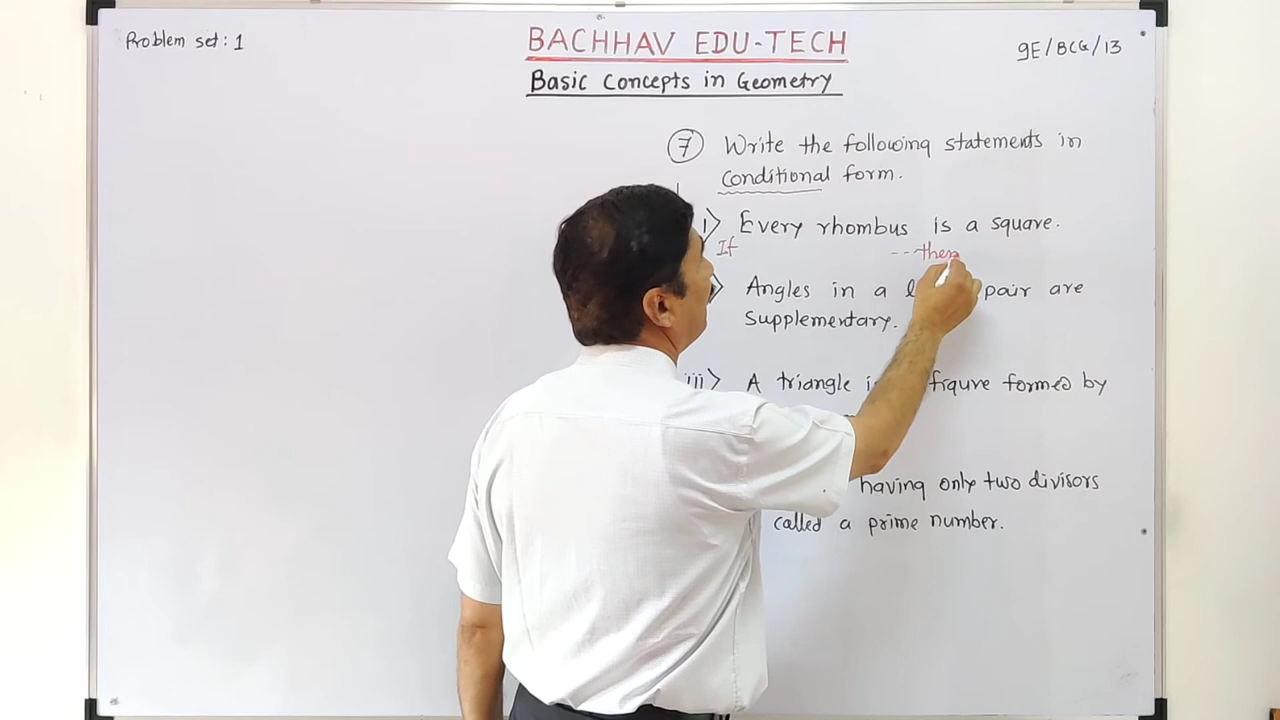 Problem set: 1
BACHHAV EDU-TECH
9E/BCG/13
Basic Concepts in Geometry
7 Write the following statements in
conditional form.
i> Every rhombus is a square.
If --- then
Angles in a pair are
supplementary.
iii> A triangle figure formed by
having only two divisors
called a prime number.